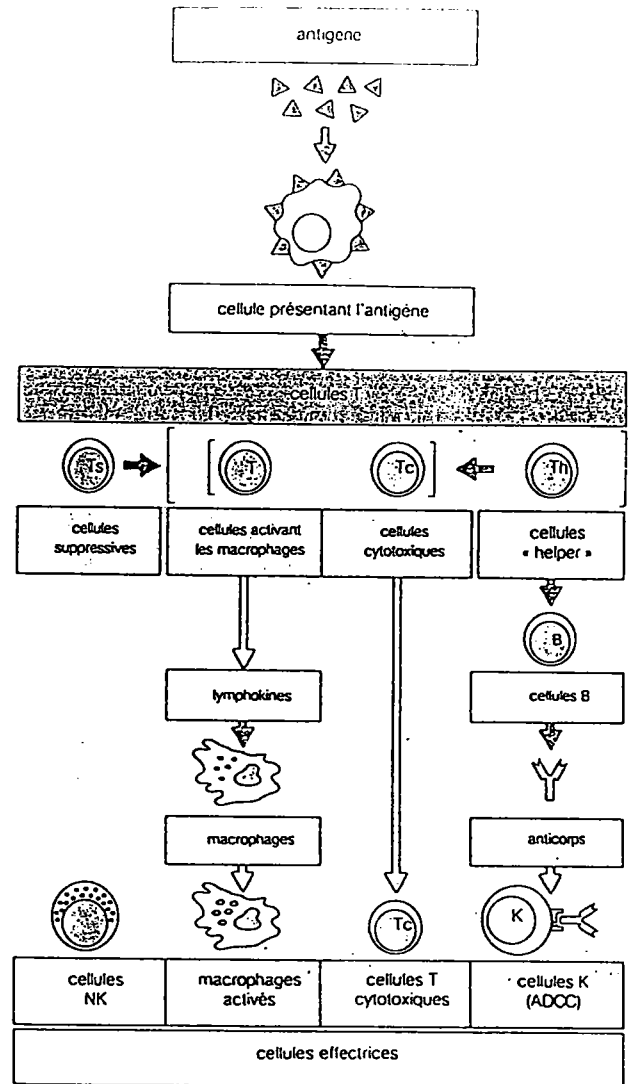 antigène
cellule présentant l'antigène
cellules T
Ts
T
Tc
Th
cellules
suppressives
cellules activant
les macrophages
cellules
cytotoxiques
cellules
« helper »
B
lymphokines
cellules B
macrophages
anticorps
Tc
K
cellules
NK
macrophages
activés
cellules T
cytotoxiques
cellules K
(ADCC)
cellules effectrices